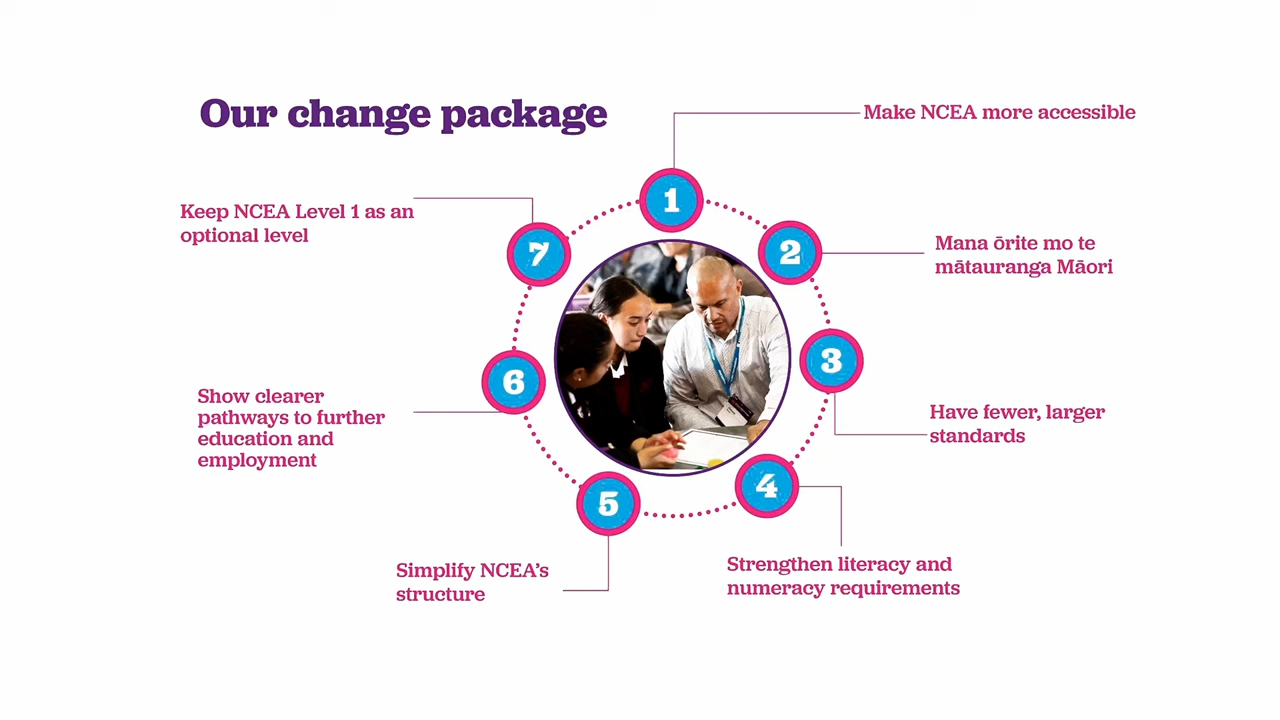 Our change package
1
Make NCEA more accessible
2
Mana ōrite mo te
mātauranga Māori
3
Have fewer, larger
standards
4
Strengthen literacy and
numeracy requirements
5
Simplify NCEA’s
structure
6
Show clearer
pathways to further
education and
employment
7
Keep NCEA Level 1 as an
optional level